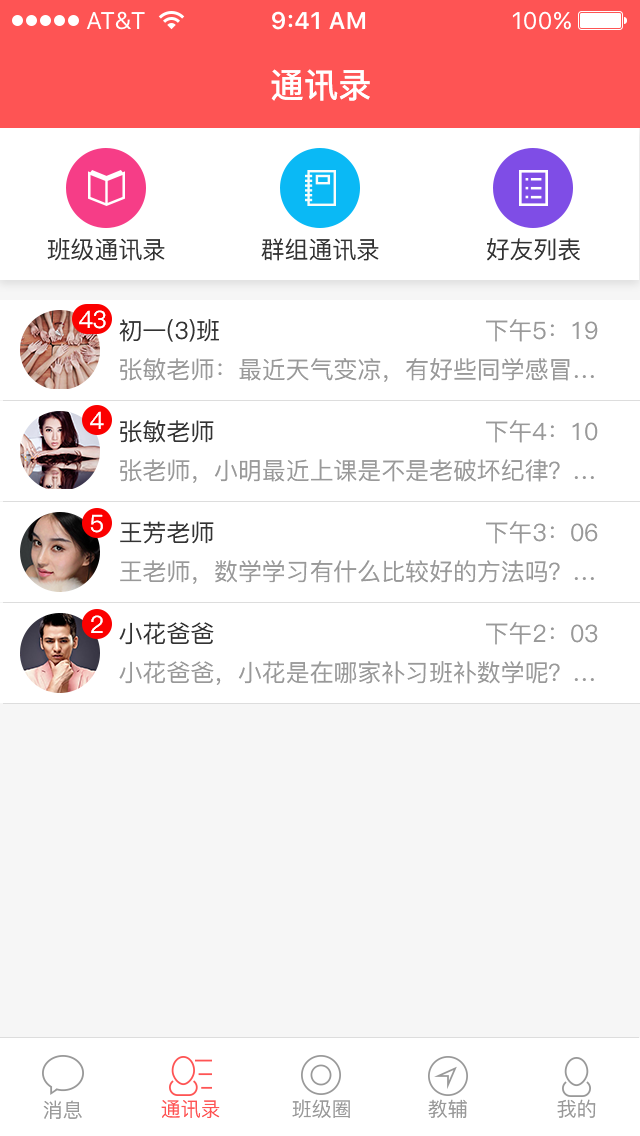 AT&T 9:41 AM 100%
通讯录
班级通讯录 群组通讯录 好友列表
43
初一(3)班 下午5：19
张敏老师：最近天气变凉，有好些同学感冒...
4
张敏老师 下午4：10
张老师，小明最近上课是不是老破坏纪律？...
5
王芳老师 下午3：06
王老师，数学学习有什么比较好的方法吗？...
2
小花爸爸 下午2：03
小花爸爸，小花是在哪家补习班补数学呢？...
消息 通讯录 班级圈 教辅 我的